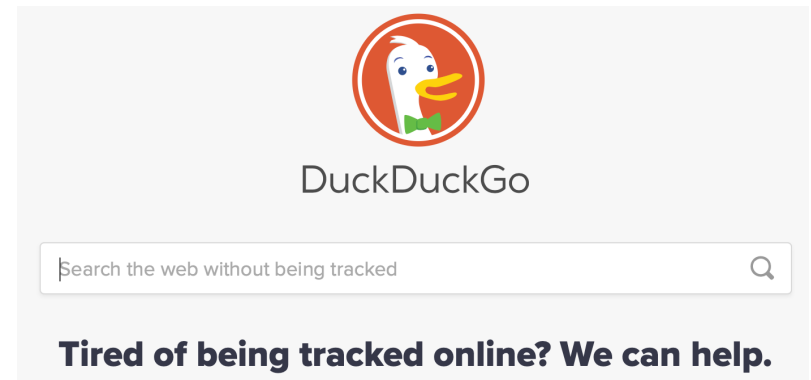 DuckDuckGo
Search the web without being tracked
Tired of being tracked online? We can help.